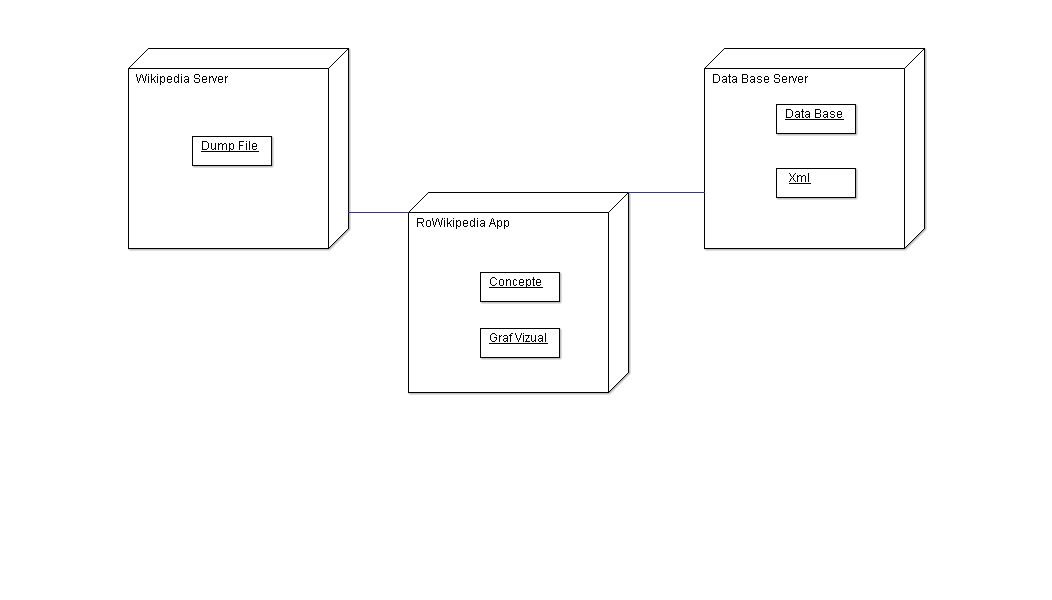 Wikipedia Server
Dump File
RoWikipedia App
Concepte
Graf Vizual
Data Base Server
Data Base
Xml